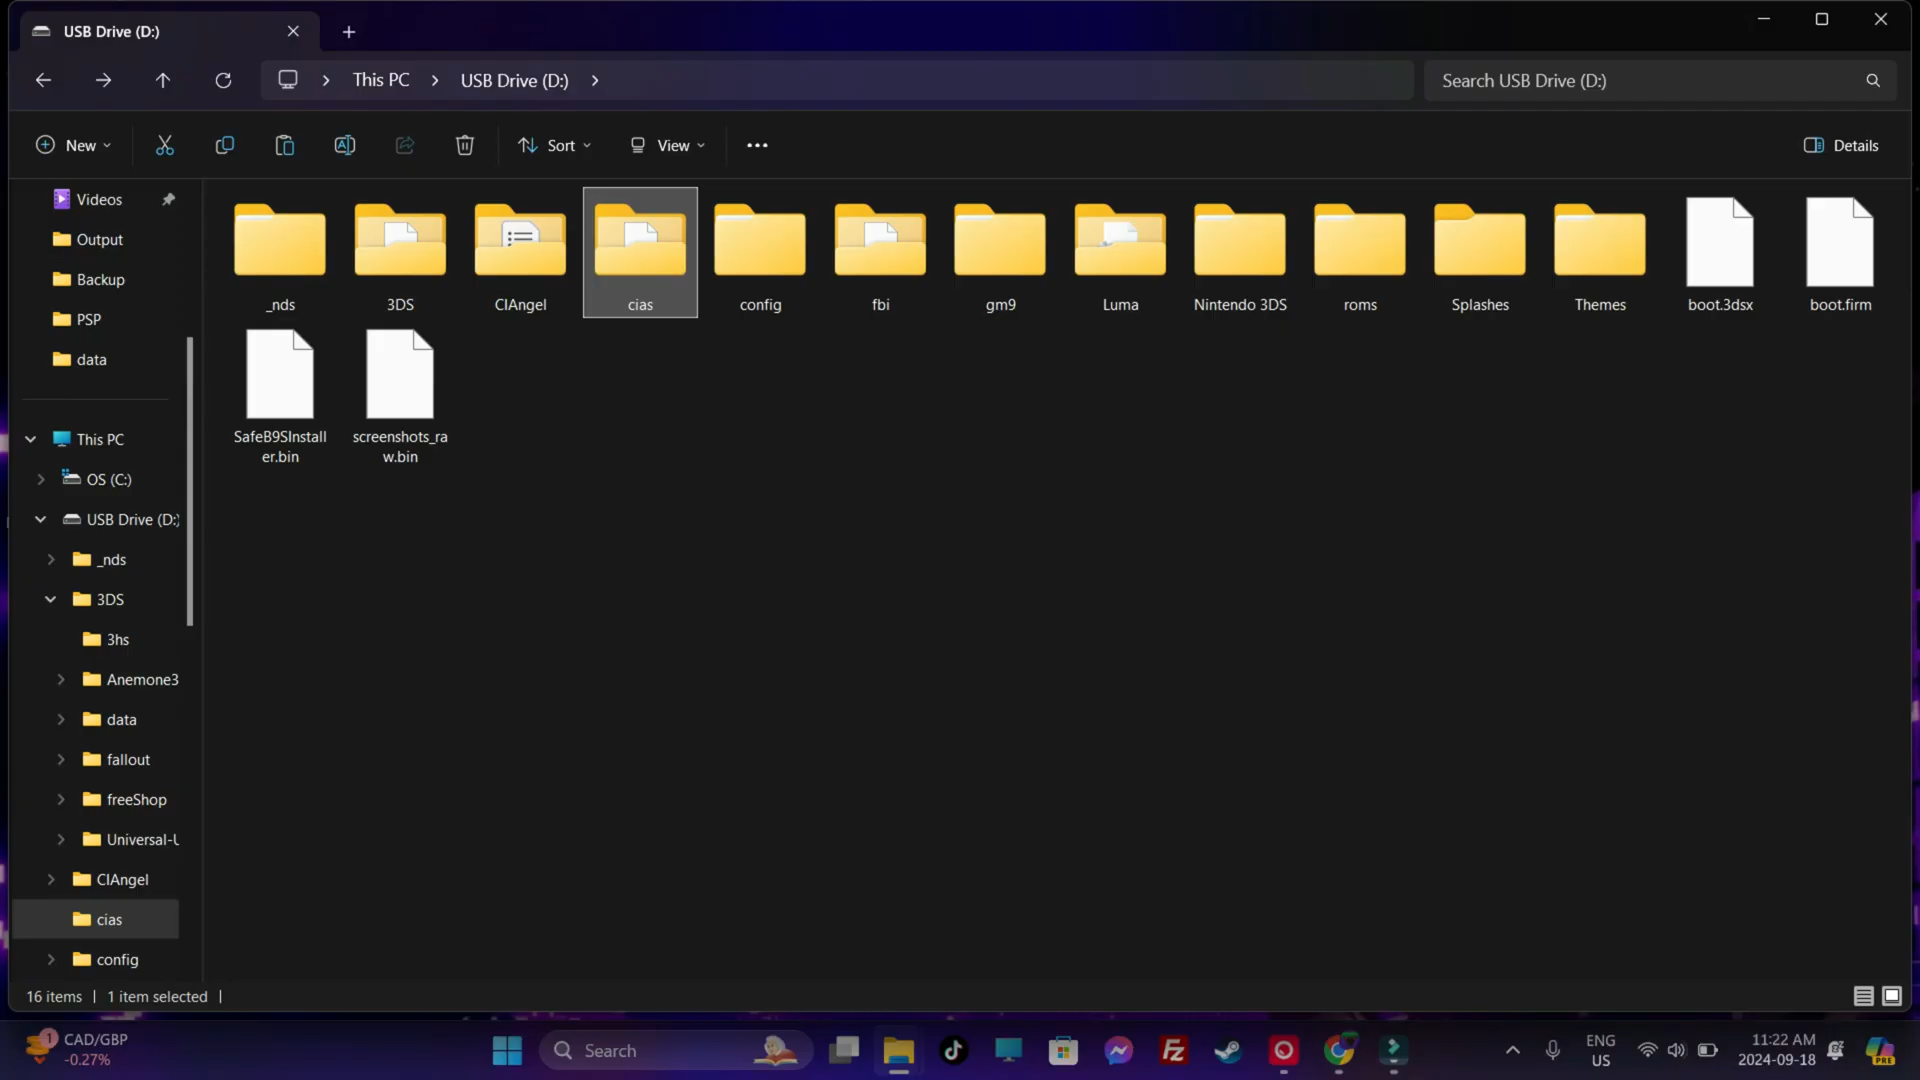 USB Drive (D:)
This PC
USB Drive (D:)
Search USB Drive (D:)
New
Sort
View
Details
Videos
Output
Backup
PSP
data
This PC
OS (C:)
USB Drive (D:)
_nds
3DS
3hs
Anemone3
data
fallout
freeShop
Universal-U
CIAngel
cias
config
_nds
3DS
CIAngel
cias
config
fbi
gm9
Luma
Nintendo 3DS
roms
Splashes
Themes
boot.3dsx
boot.firm
SafeB9SInstall
er.bin
screenshots_ra
w.bin
16 items
1 item selected
1
CAD/GBP
-0.27%
Search
ENG
US
11:22 AM
2024-09-18
PRE